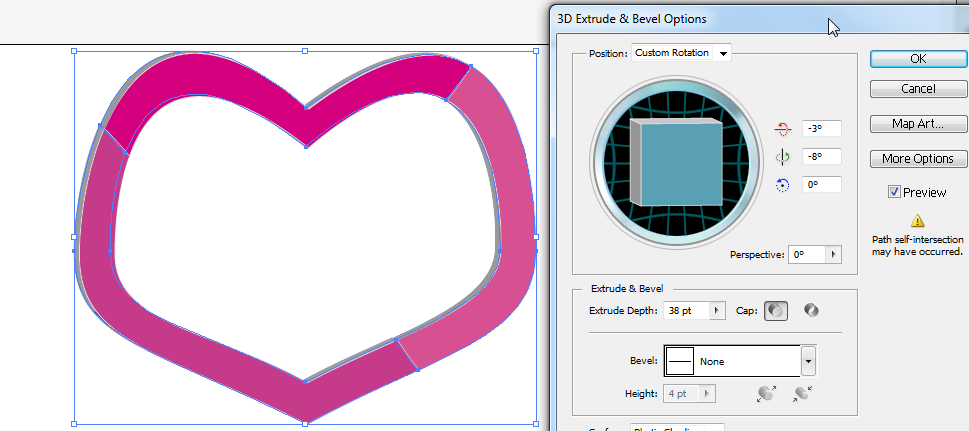 3D Extrude & Bevel Options
Position: Custom Rotation
OK
Cancel
Map Art...
More Options
Preview
Path self-intersection
may have occurred.
-3°
-8°
0°
Perspective: 0°
Extrude & Bevel
Extrude Depth: 38 pt Cap:
Bevel: None
Height: 4 pt